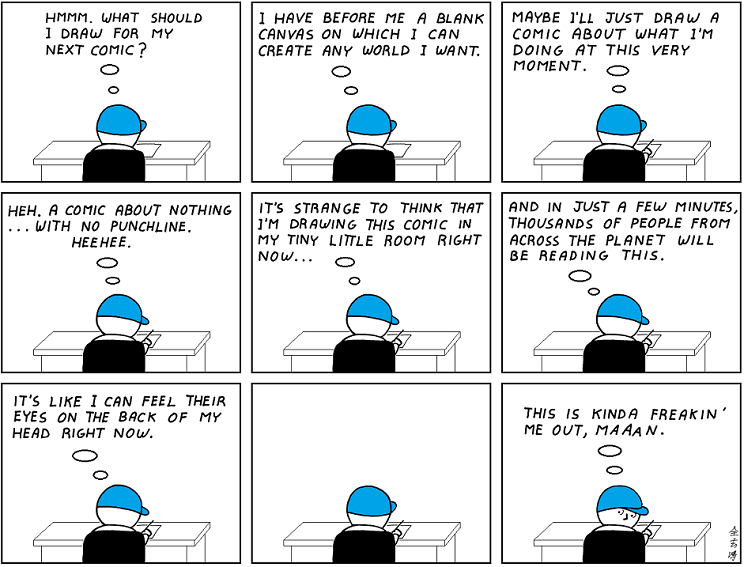 HMMM. WHAT SHOULD
I DRAW FOR MY
NEXT COMIC?
I HAVE BEFORE ME A BLANK
CANVAS ON WHICH I CAN
CREATE ANY WORLD I WANT.
MAYBE I'LL JUST DRAW A
COMIC ABOUT WHAT I'M
DOING AT THIS VERY
MOMENT.
HEH. A COMIC ABOUT NOTHING
...WITH NO PUNCHLINE.
HEEHEE.
IT'S STRANGE TO THINK THAT
I'M DRAWING THIS COMIC IN
MY TINY LITTLE ROOM RIGHT
NOW...
AND IN JUST A FEW MINUTES,
THOUSANDS OF PEOPLE FROM
ACROSS THE PLANET WILL
BE READING THIS.
IT'S LIKE I CAN FEEL THEIR
EYES ON THE BACK OF MY
HEAD RIGHT NOW.
THIS IS KINDA FREAKIN'
ME OUT, MAAAN.